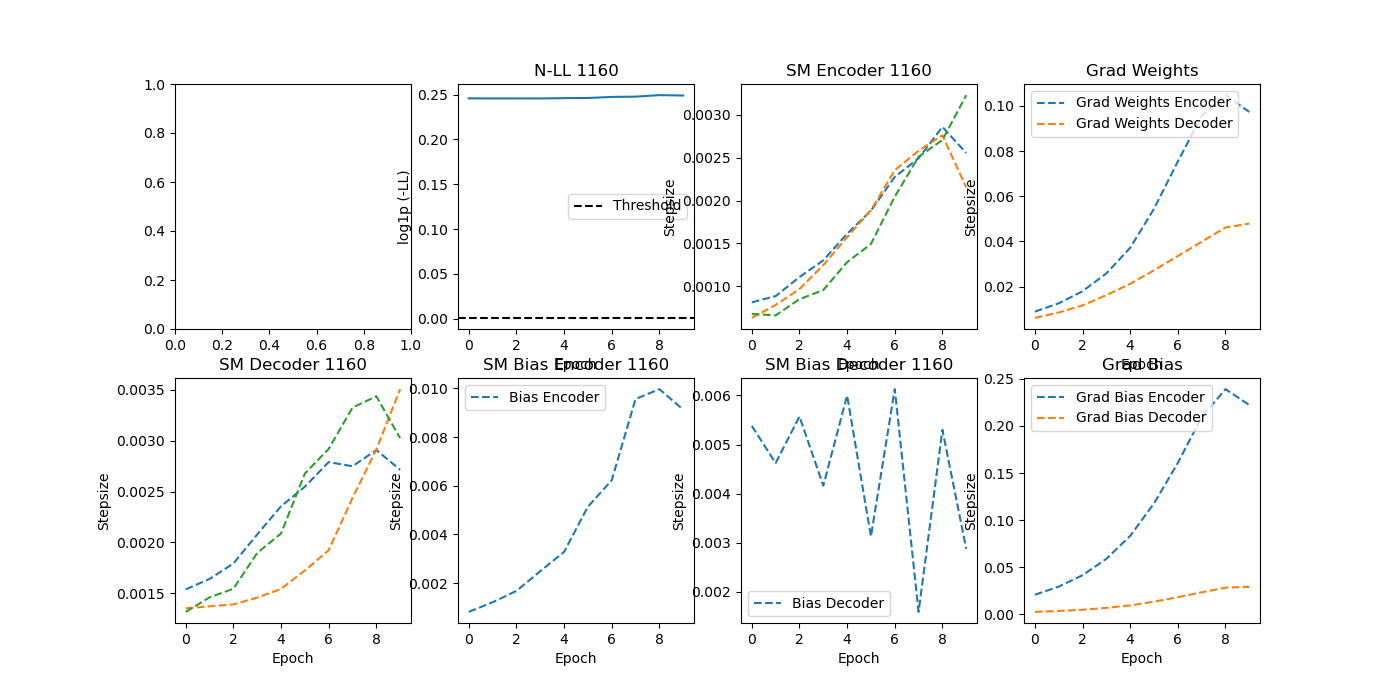 N-LL 1160
SM Encoder 1160
Grad Weights
1.0
0.8
0.6
0.4
0.2
0.0
0.0 0.2 0.4 0.6 0.8 1.0
log1p (-LL)
0.25
0.20
0.15
0.10
0.05
0.00
Threshold
0 2 4 6 8
Epoch
Stepsize
0.0030
0.0025
0.0020
0.0015
0.0010
0 2 4 6 8
Epoch
Stepsize
0.10
0.08
0.06
0.04
0.02
Grad Weights Encoder
Grad Weights Decoder
0 2 4 6 8
Epoch
SM Decoder 1160
SM Bias Encoder 1160
SM Bias Decoder 1160
Grad Bias
Stepsize
0.0035
0.0030
0.0025
0.0020
0.0015
0 2 4 6 8
Epoch
Stepsize
0.010
0.008
0.006
0.004
0.002
Bias Encoder
0 2 4 6 8
Epoch
Stepsize
0.006
0.005
0.004
0.003
0.002
Bias Decoder
0 2 4 6 8
Epoch
Stepsize
0.25
0.20
0.15
0.10
0.05
0.00
Grad Bias Encoder
Grad Bias Decoder
0 2 4 6 8
Epoch